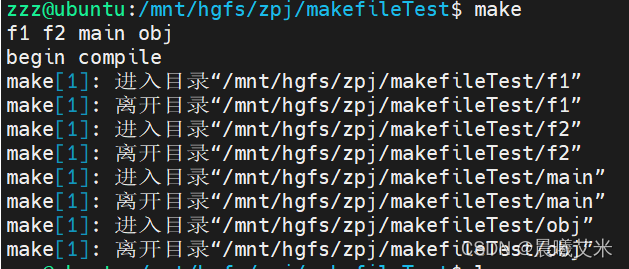 zzz@ubuntu:/mnt/hgfs/zpj/makefileTest$ make
f1 f2 main obj
begin compile
make[1]: 进入目录“/mnt/hgfs/zpj/makefileTest/f1”
make[1]: 离开目录“/mnt/hgfs/zpj/makefileTest/f1”
make[1]: 进入目录“/mnt/hgfs/zpj/makefileTest/f2”
make[1]: 离开目录“/mnt/hgfs/zpj/makefileTest/f2”
make[1]: 进入目录“/mnt/hgfs/zpj/makefileTest/main”
make[1]: 离开目录“/mnt/hgfs/zpj/makefileTest/main”
make[1]: 进入目录“/mnt/hgfs/zpj/makefileTest/obj”
make[1]: 离开目录“/mnt/hgfs/zpj/makefileTest/obj”
CSDN @晨曦艾米